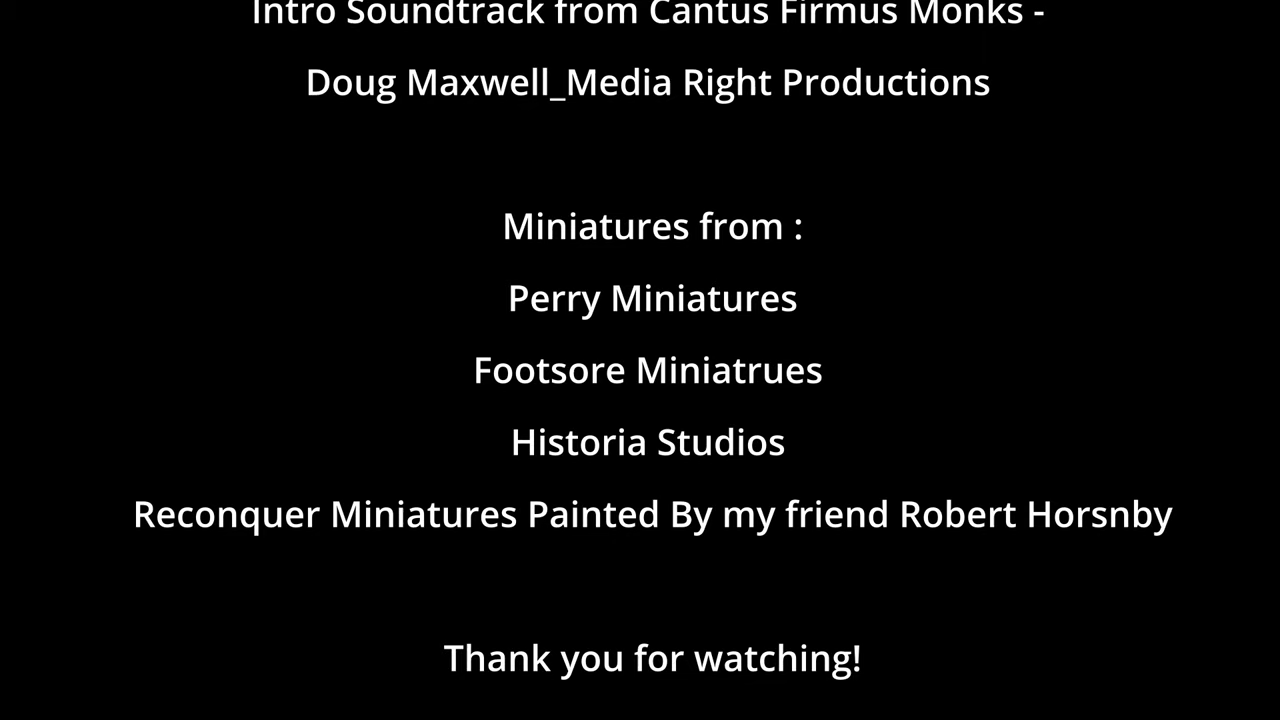 Intro Soundtrack from Cantus Firmus Monks -
Doug Maxwell_Media Right Productions
Miniatures from :
Perry Miniatures
Footsore Miniatrues
Historia Studios
Reconquer Miniatures Painted By my friend Robert Horsnby
Thank you for watching!